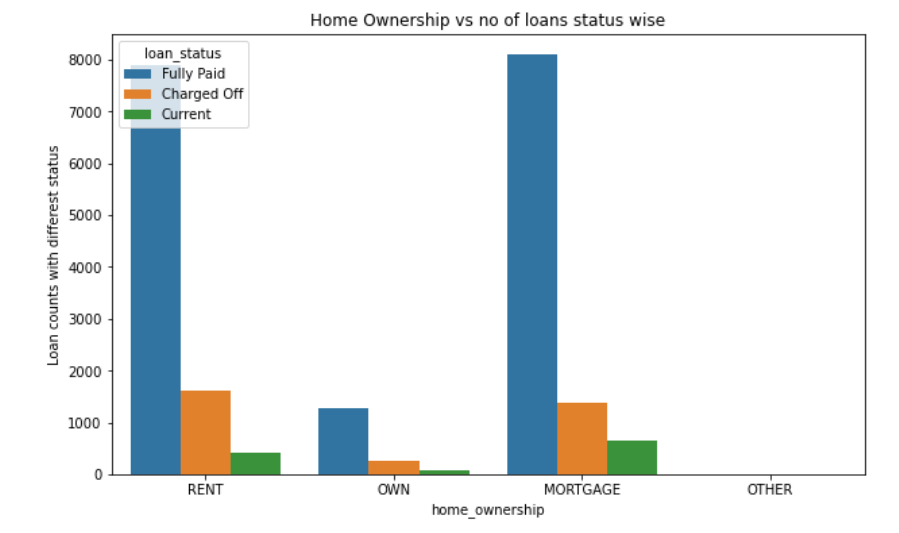 Home Ownership vs no of loans status wise
loan_status
Fully Paid
Charged Off
Current
8000
7000
6000
5000
4000
3000
2000
1000
0
Loan counts with differest status
RENT OWN MORTGAGE OTHER
home_ownership